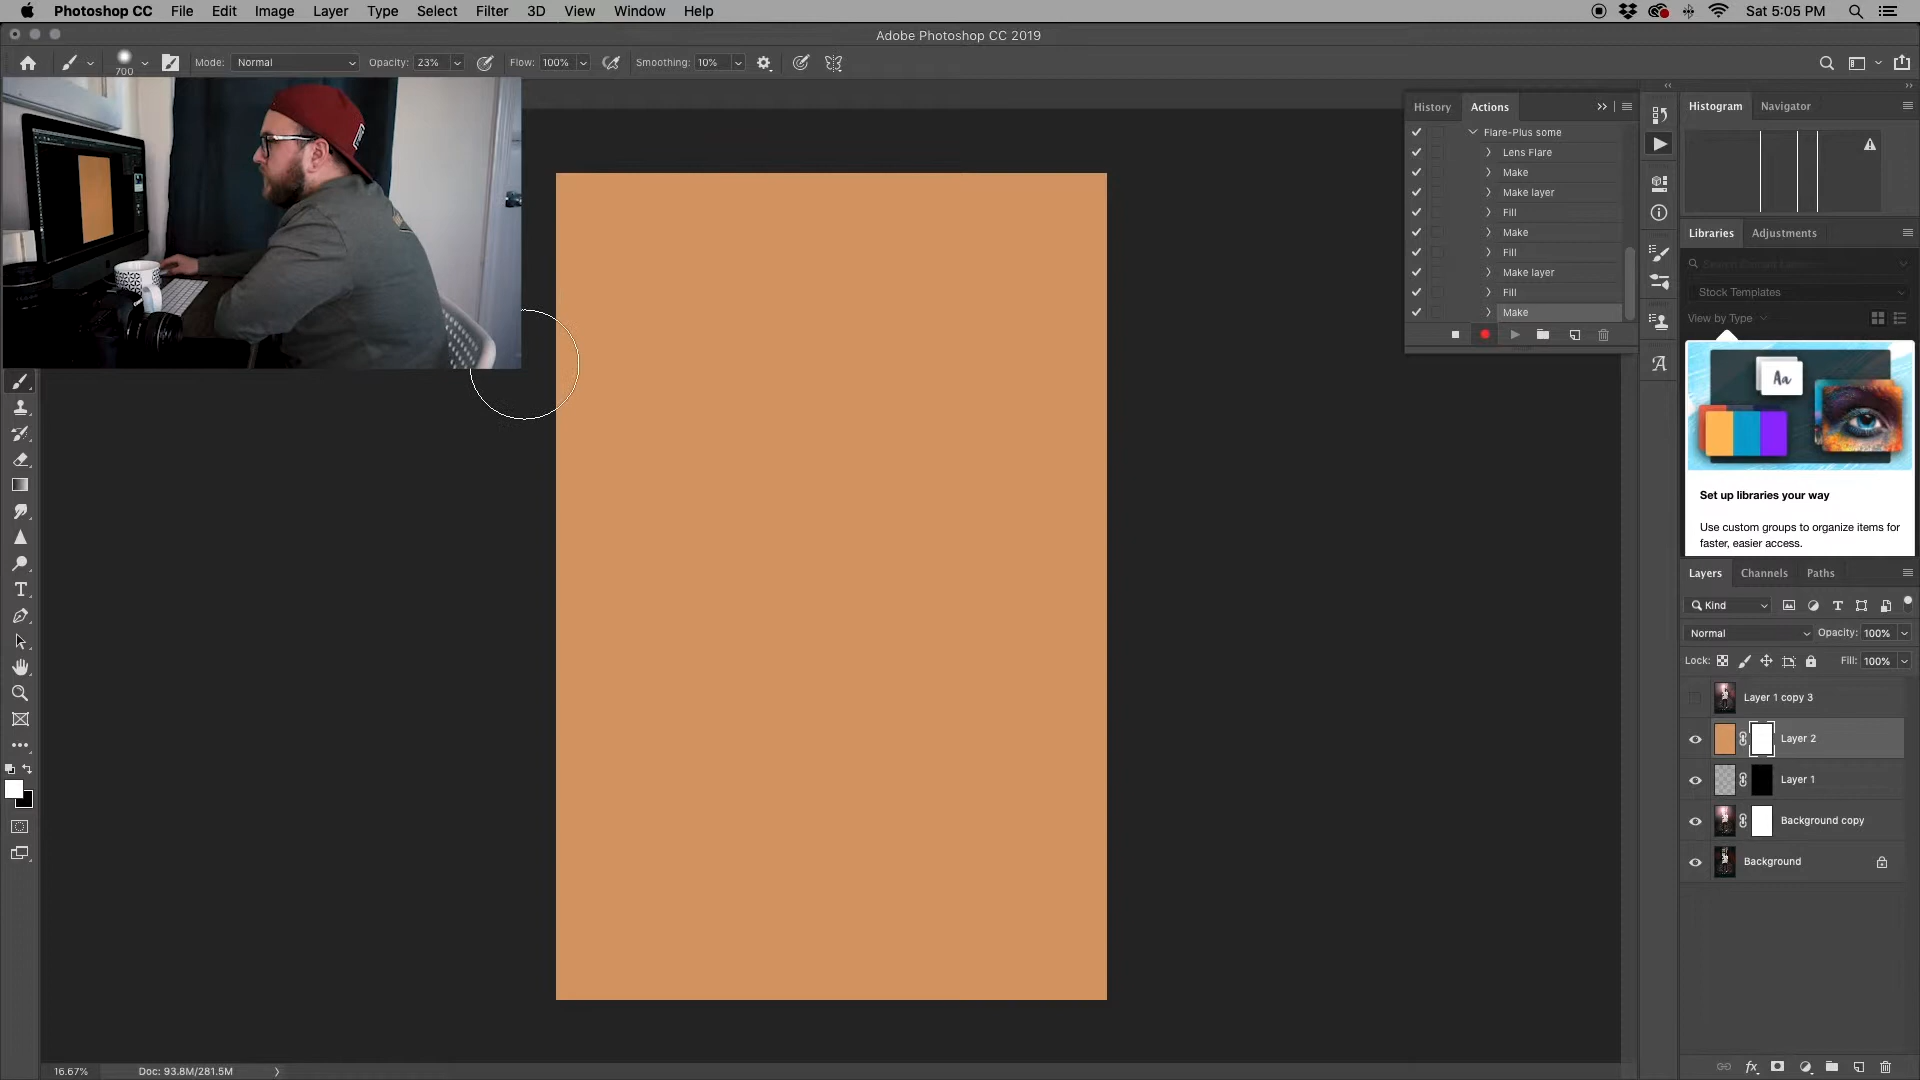 Photoshop CC File Edit Image Layer Type Select Filter 3D View Window Help Sat 5:05 PM
Adobe Photoshop CC 2019
700 Mode: Normal Opacity: 23% Flow: 100% Smoothing: 10%
History Actions
Flare-Plus some
Lens Flare
Make
Make layer
Fill
Make
Fill
Make layer
Fill
Make
Histogram Navigator
Libraries Adjustments
Stock Templates
View by Type
Aa
Set up libraries your way
Use custom groups to organize items for
faster, easier access.
Layers Channels Paths
Kind
Normal Opacity: 100%
Lock: Fill: 100%
Layer 1 copy 3
Layer 2
Layer 1
Background copy
Background
16.67% Doc: 93.8M/281.5M